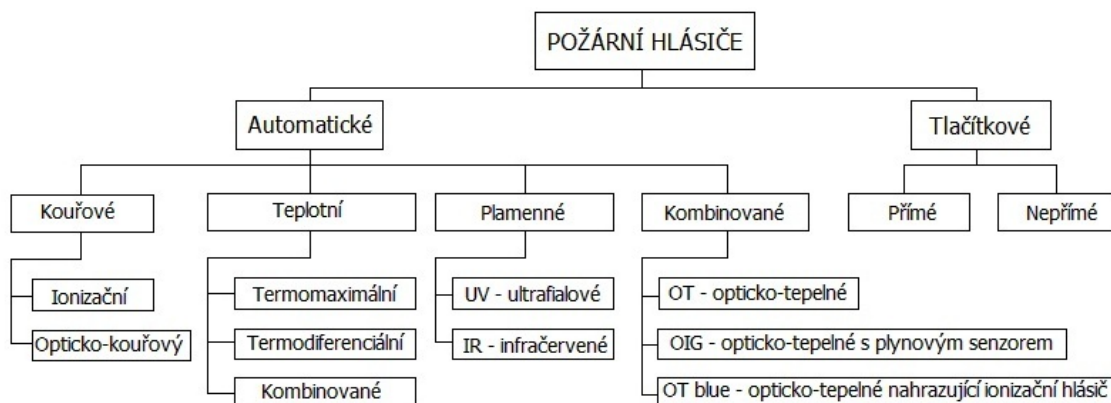 POŽÁRNÍ HLÁSIČE
Automatické
Tlačítkové
Kouřové
Teplotní
Plamenné
Kombinované
Přímé
Nepřímé
Ionizační
Opticko-kouřový
Termomaximální
Termodiferenciální
Kombinované
UV - ultrafialové
IR - infračervené
OT - opticko-tepelné
OIG - opticko-tepelné s plynovým senzorem
OT blue - opticko-tepelné nahrazující ionizační hlásič